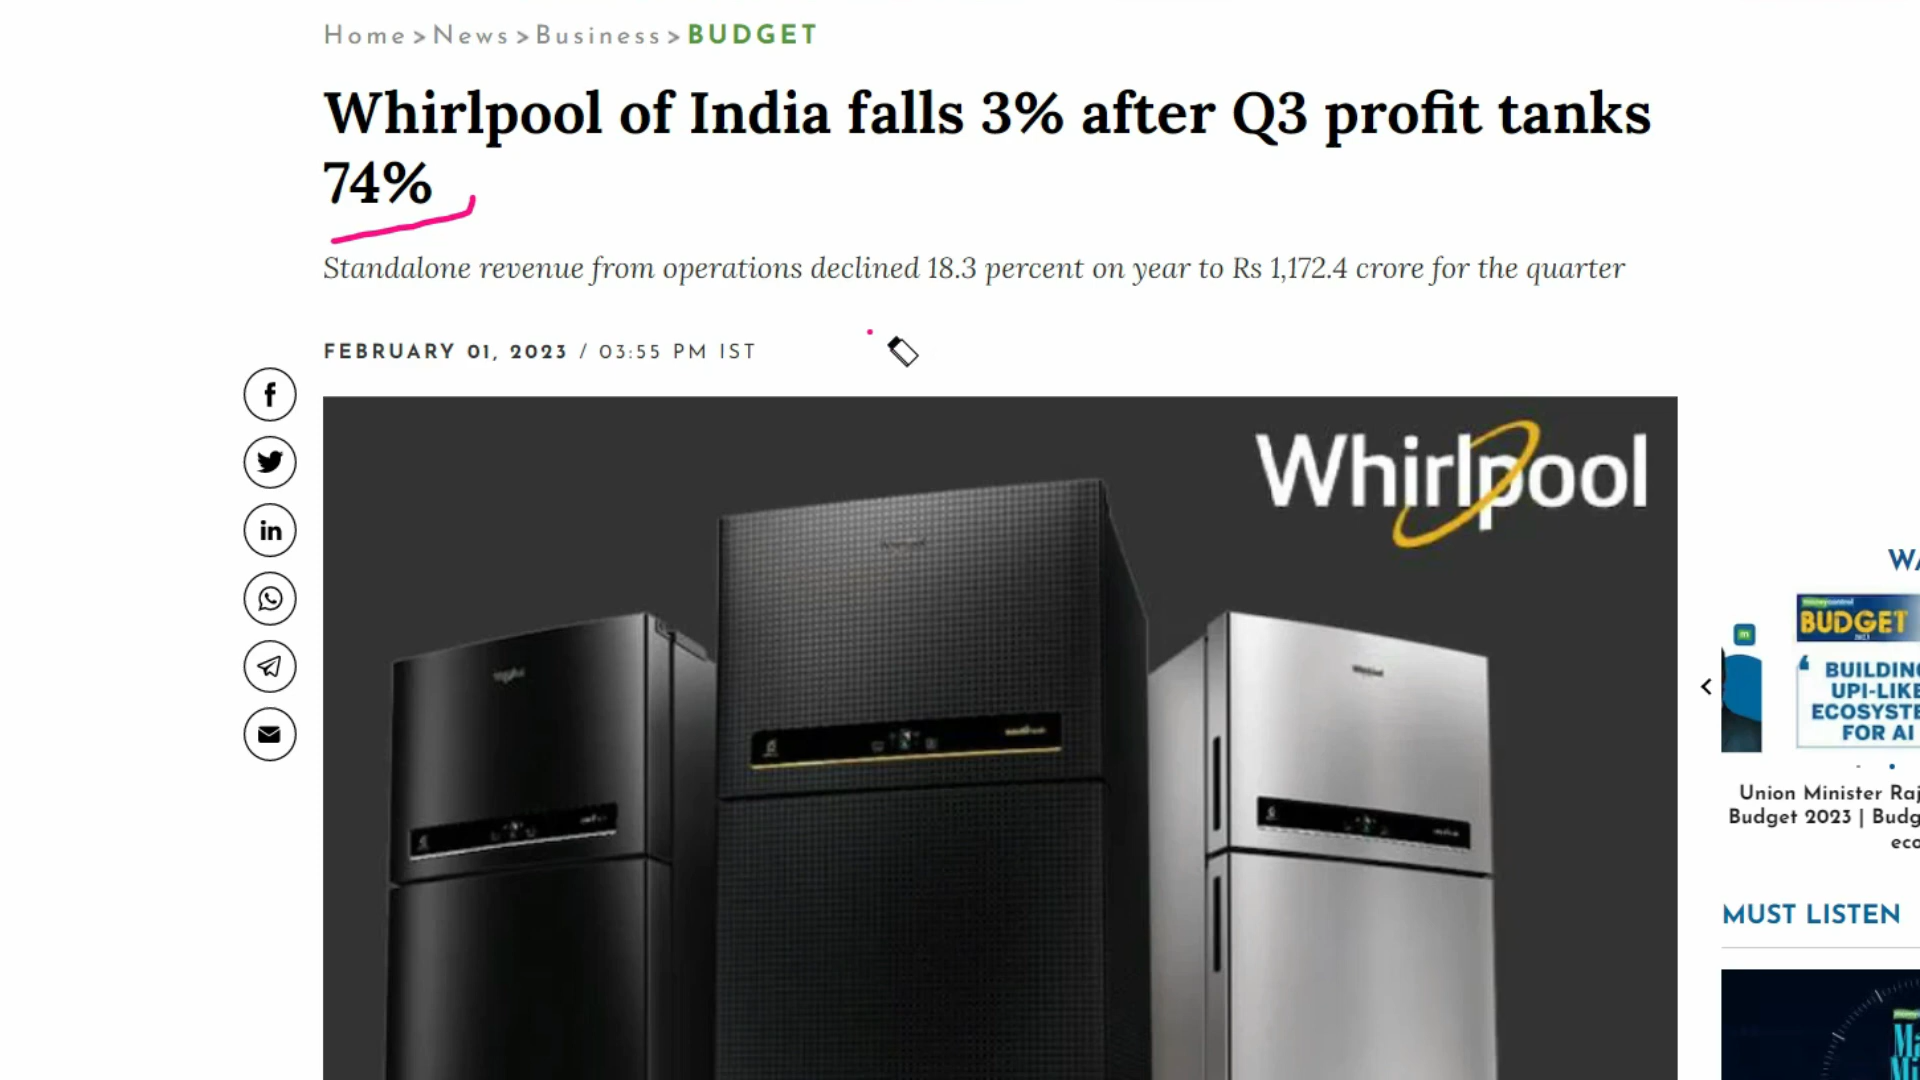 Home > News > Business > BUDGET
Whirlpool of India falls 3% after Q3 profit tanks
74%
Standalone revenue from operations declined 18.3 percent on year to Rs 1,172.4 crore for the quarter
FEBRUARY 01, 2023 / 03:55 PM IST
Whirlpool
WA
BUDGET
BUILDING
UPI-LIKE
ECOSYSTE
FOR AI
Union Minister Raj
Budget 2023 | Budg
eco
MUST LISTEN